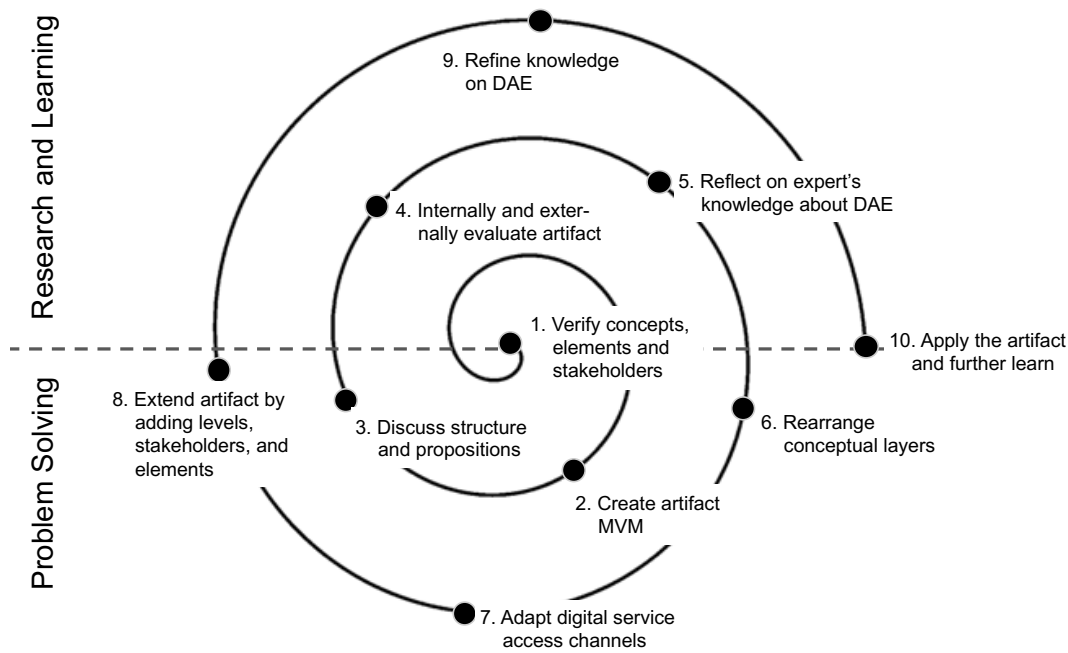 Research and Learning
Problem Solving
9. Refine knowledge
on DAE
5. Reflect on expert's
knowledge about DAE
4. Internally and exter-
nally evaluate artifact
1. Verify concepts,
elements and
stakeholders
10. Apply the artifact
and further learn
8. Extend artifact by
adding levels,
stakeholders, and
elements
3. Discuss structure
and propositions
6. Rearrange
conceptual layers
2. Create artifact
MVM
7. Adapt digital service
access channels